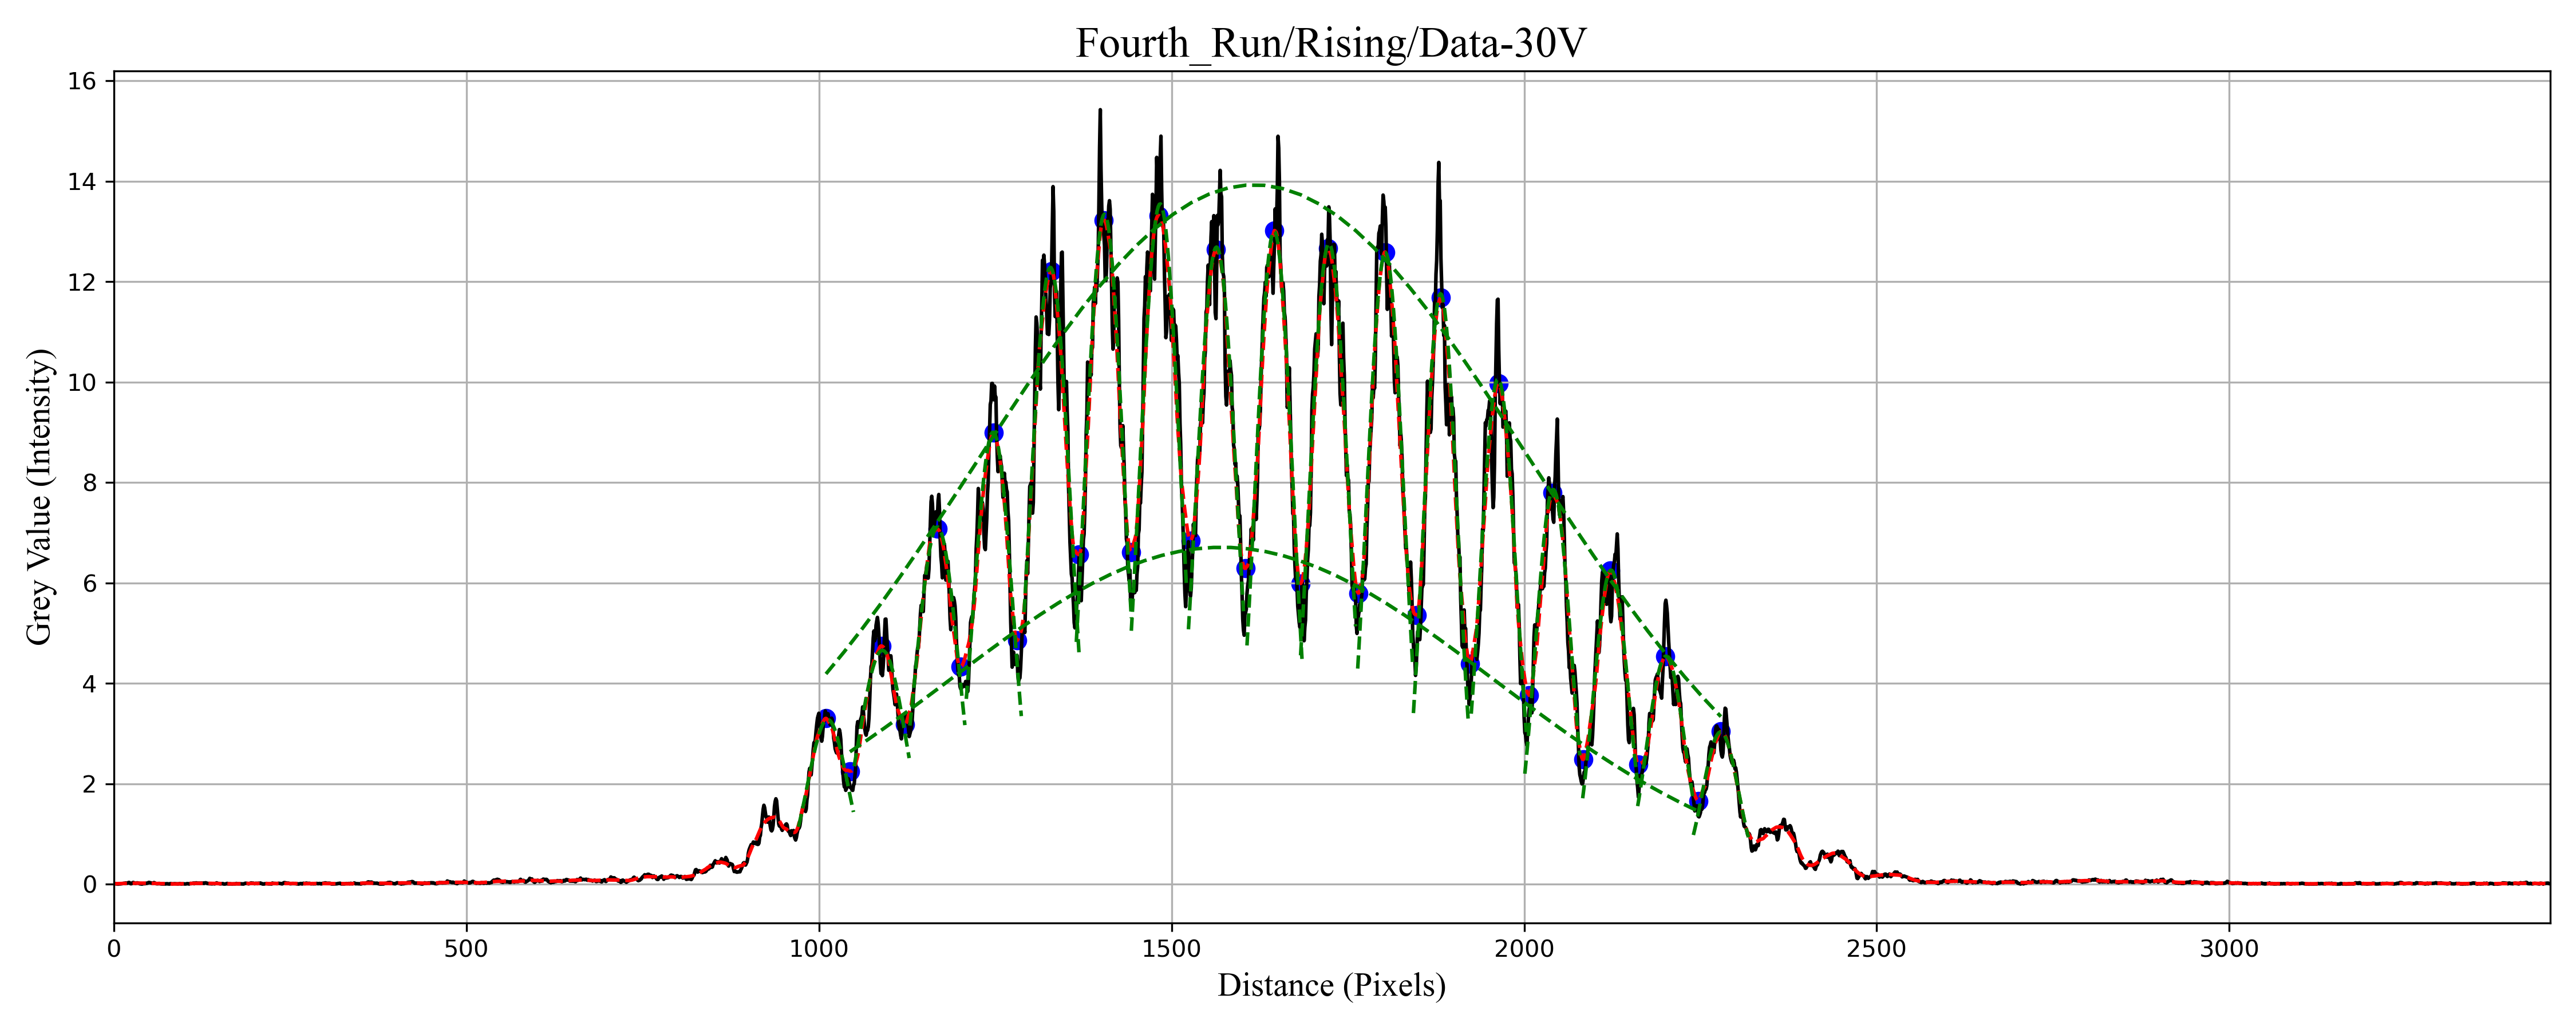 Fourth_Run/Rising/Data-30V
Grey Value (Intensity)
16
14
12
10
8
6
4
2
0
0 500 1000 1500 2000 2500 3000
Distance (Pixels)